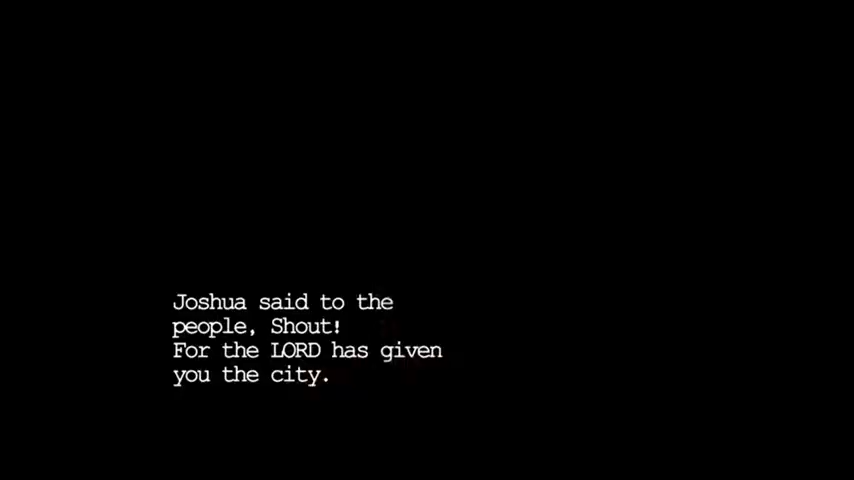 Joshua said to the
people, Shout!
For the LORD has given
you the city.